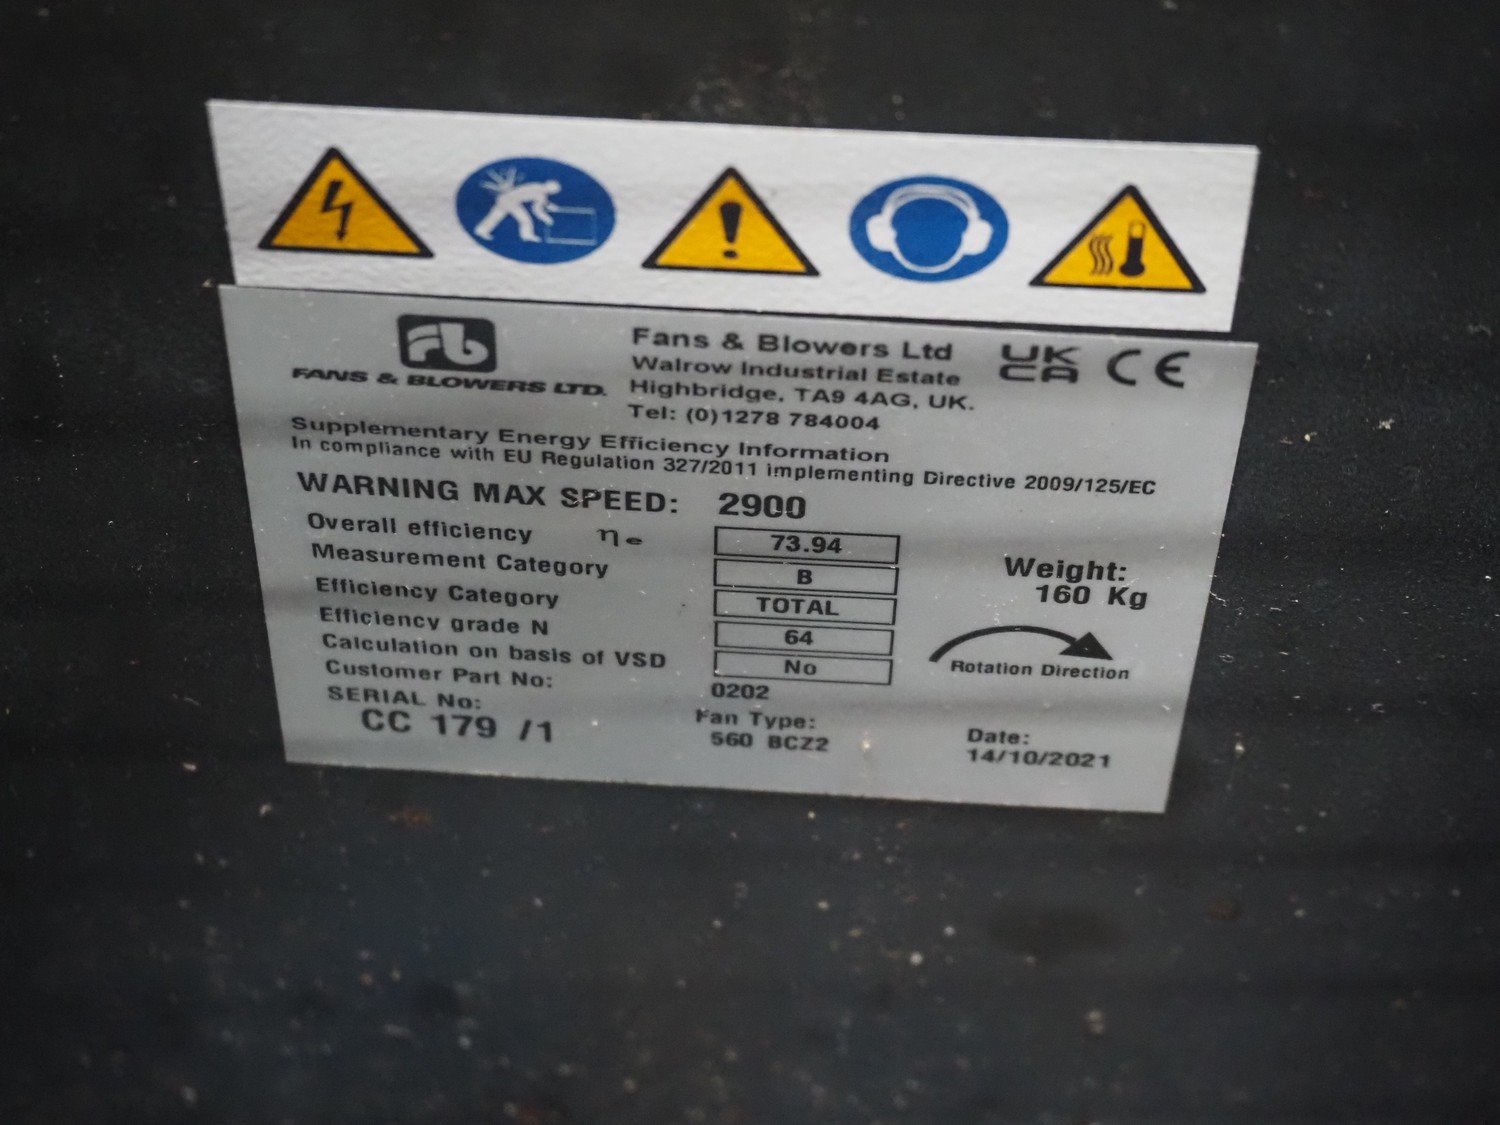 fb
FANS & BLOWERS LTD.
Fans & Blowers Ltd
Walrow Industrial Estate
Highbridge, TA9 4AG, UK.
Tel: (0)1278 784004
UK
CA
CE
Supplementary Energy Efficiency Information
In compliance with EU Regulation 327/2011 implementing Directive 2009/125/EC
WARNING MAX SPEED: 2900
Overall efficiency ηe 73.94
Measurement Category B
Efficiency Category TOTAL
Efficiency grade N 64
Calculation on basis of VSD No
Customer Part No: 0202
SERIAL No:
CC 179 /1
Fan Type:
560 BCZ2
Weight:
160 Kg
Rotation Direction
Date:
14/10/2021